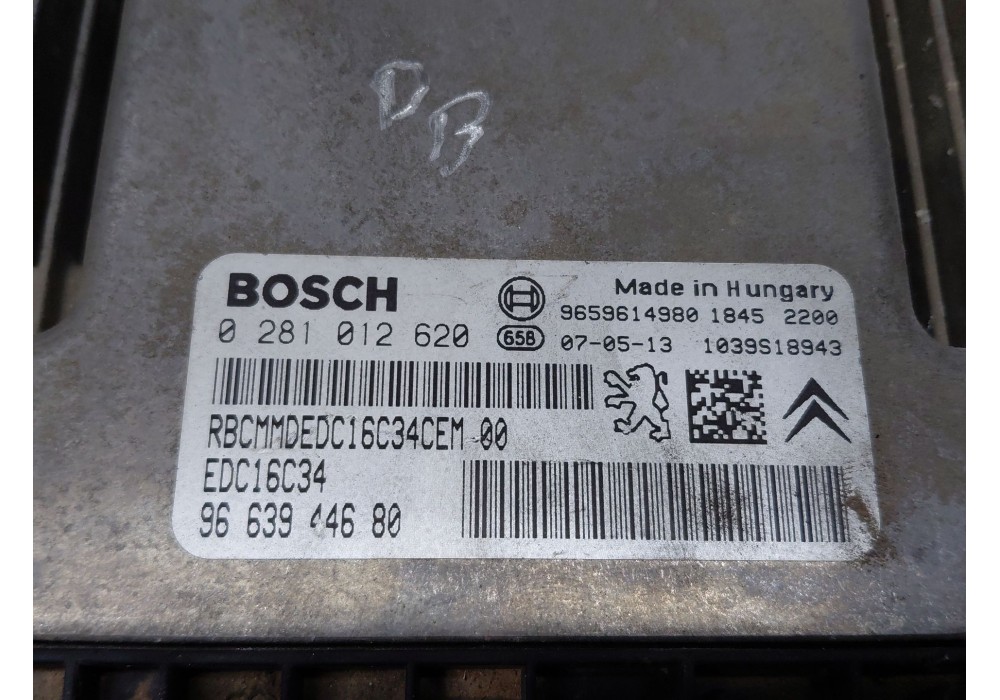 DB
BOSCH
Made in Hungary
9659614980 1845 2200
0 281 012 620
658
07-05-13 1039S18943
RBCMMDEDC16C34CEM 00
EDC16C34
96 639 446 80